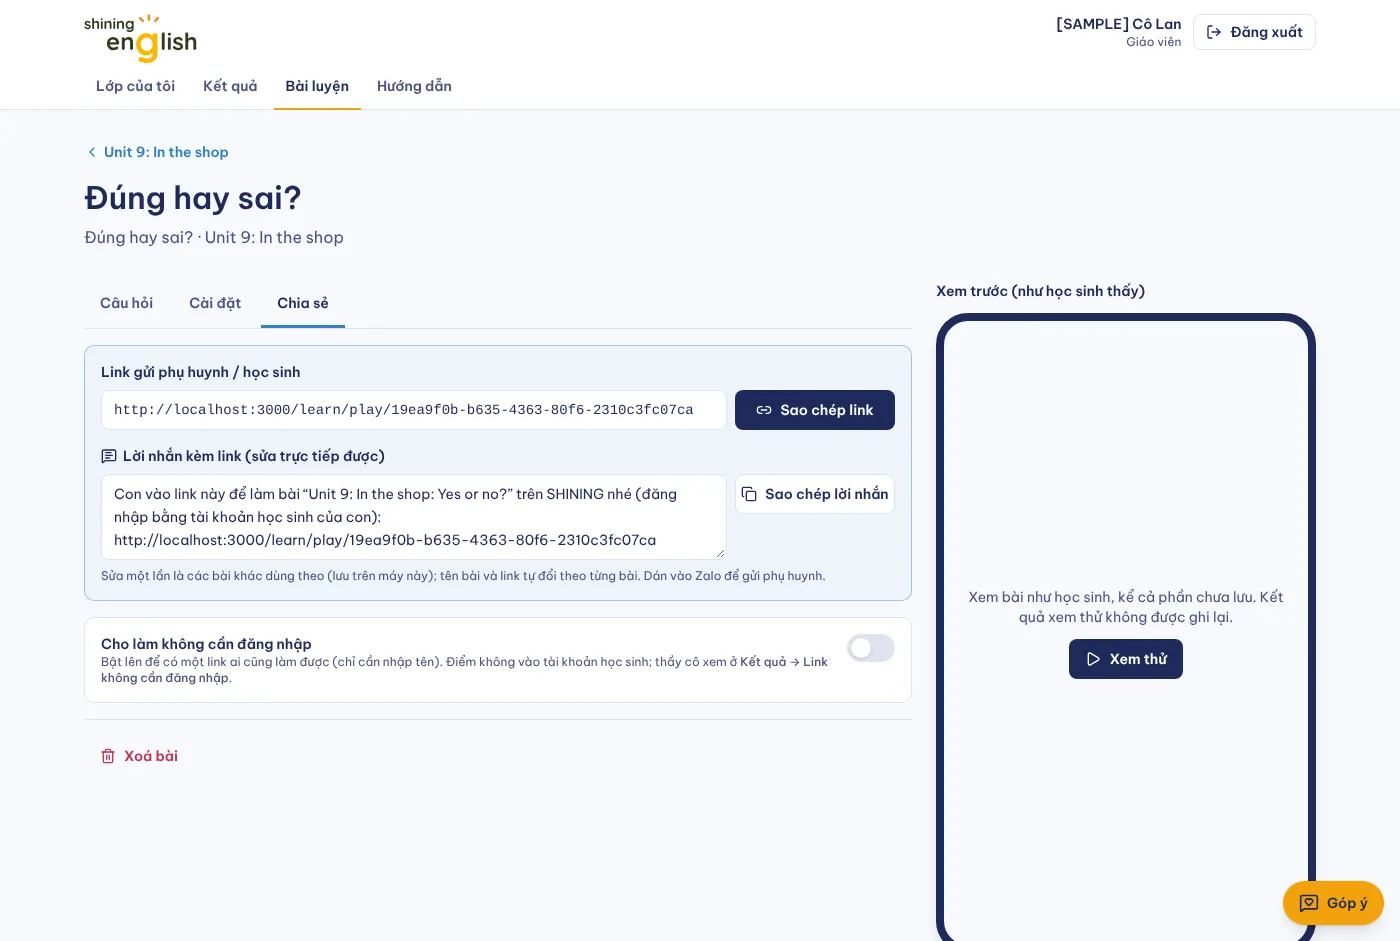 shining
english
[SAMPLE] Cô Lan
Giáo viên
Đăng xuất
Lớp của tôi
Kết quả
Bài luyện
Hướng dẫn
Unit 9: In the shop
Đúng hay sai?
Đúng hay sai? · Unit 9: In the shop
Câu hỏi
Cài đặt
Chia sẻ
Link gửi phụ huynh / học sinh
http://localhost:3000/learn/play/19ea9f0b-b635-4363-80f6-2310c3fc07ca
Sao chép link
Lời nhắn kèm link (sửa trực tiếp được)
Con vào link này để làm bài “Unit 9: In the shop: Yes or no?” trên SHINING nhé (đăng
nhập bằng tài khoản học sinh của con):
http://localhost:3000/learn/play/19ea9f0b-b635-4363-80f6-2310c3fc07ca
Sao chép lời nhắn
Sửa một lần là các bài khác dùng theo (lưu trên máy này); tên bài và link tự đổi theo từng bài. Dán vào Zalo để gửi phụ huynh.
Cho làm không cần đăng nhập
Bật lên để có một link ai cũng làm được (chỉ cần nhập tên). Điểm không vào tài khoản học sinh; thầy cô xem ở Kết quả → Link
không cần đăng nhập.
Xoá bài
Xem trước (như học sinh thấy)
Xem bài như học sinh, kể cả phần chưa lưu. Kết
quả xem thử không được ghi lại.
Xem thử
Góp ý